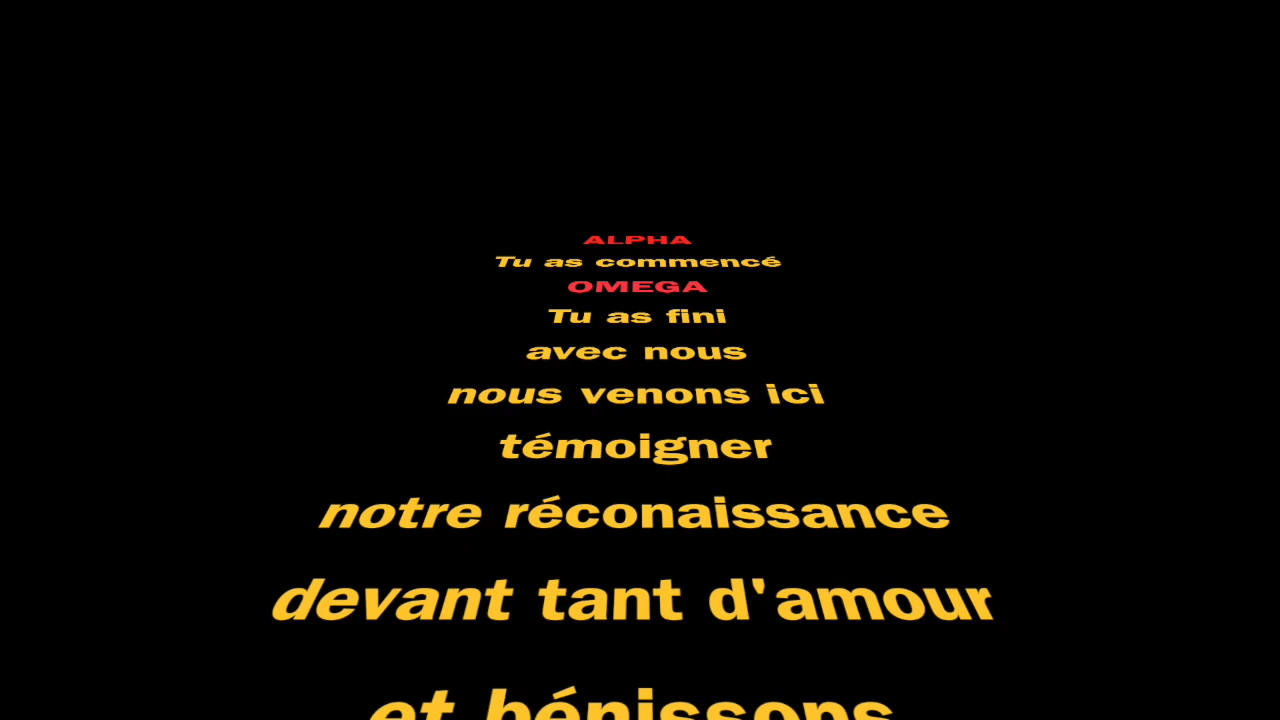 ALPHA
Tu as commencé
OMEGA
Tu as fini
avec nous
nous venons ici
témoigner
notre réconaissance
devant tant d'amour
et bénissons